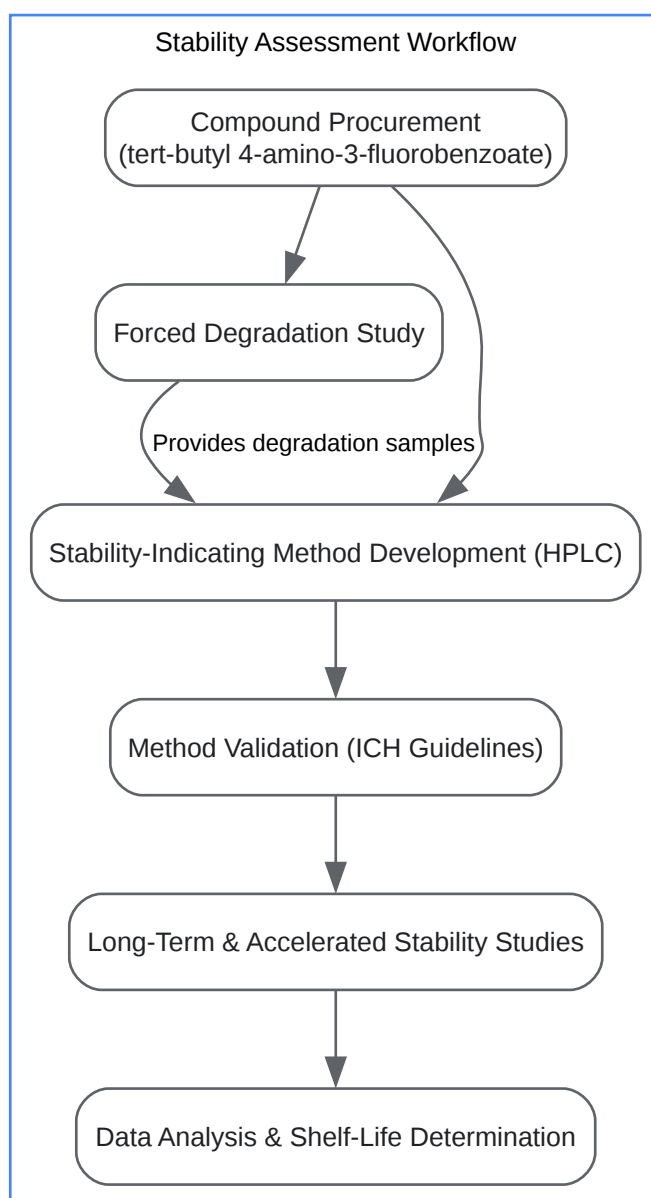 Stability Assessment Workflow
Compound Procurement
(tert-butyl 4-amino-3-fluorobenzoate)
Forced Degradation Study
Provides degradation samples
Stability-Indicating Method Development (HPLC)
Method Validation (ICH Guidelines)
Long-Term & Accelerated Stability Studies
Data Analysis & Shelf-Life Determination